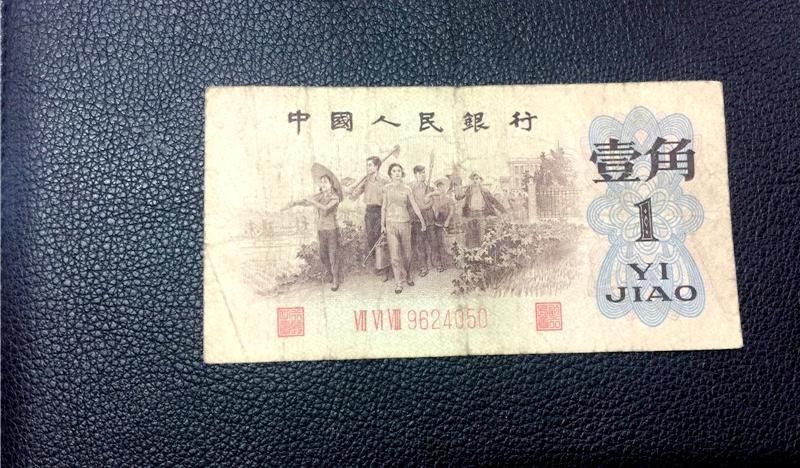 中國人民銀行
壹角
1
YI
JIAO
Ⅶ Ⅵ Ⅷ 9624050